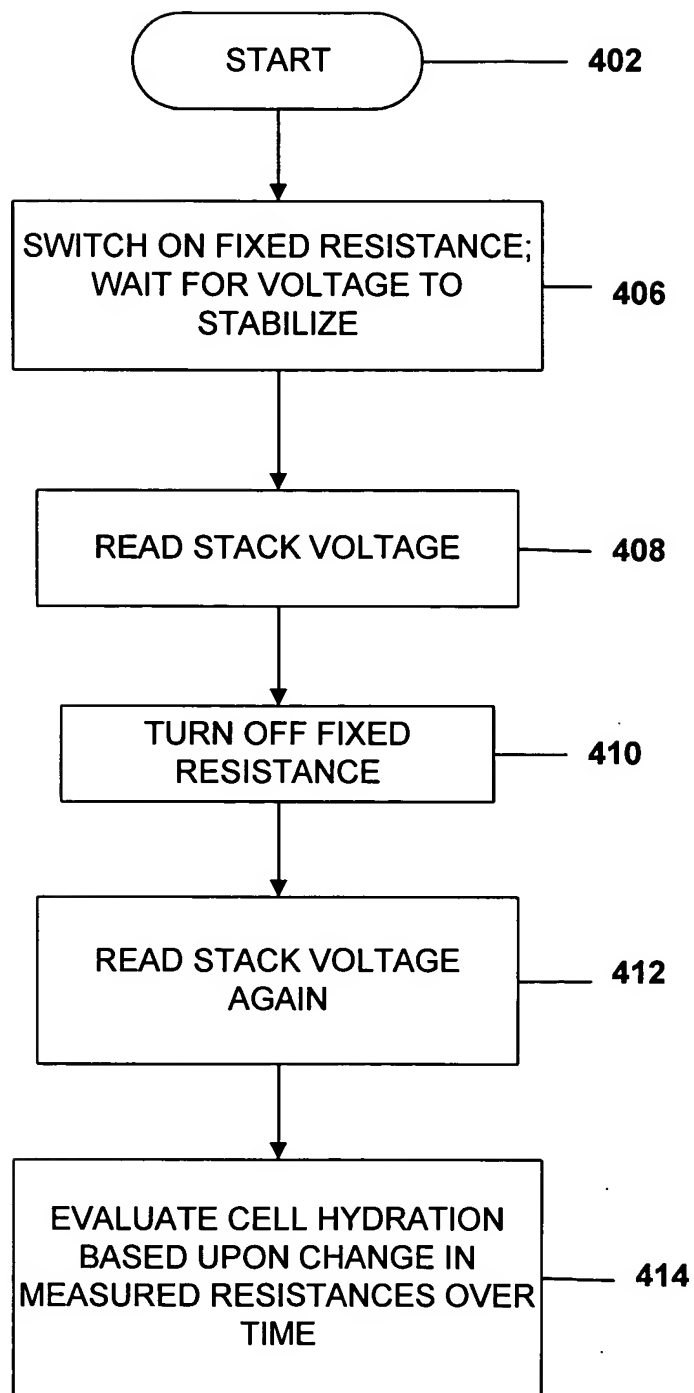 START
402
SWITCH ON FIXED RESISTANCE;
WAIT FOR VOLTAGE TO
STABILIZE
406
READ STACK VOLTAGE
408
TURN OFF FIXED
RESISTANCE
410
READ STACK VOLTAGE
AGAIN
412
EVALUATE CELL HYDRATION
BASED UPON CHANGE IN
MEASURED RESISTANCES OVER
TIME
414